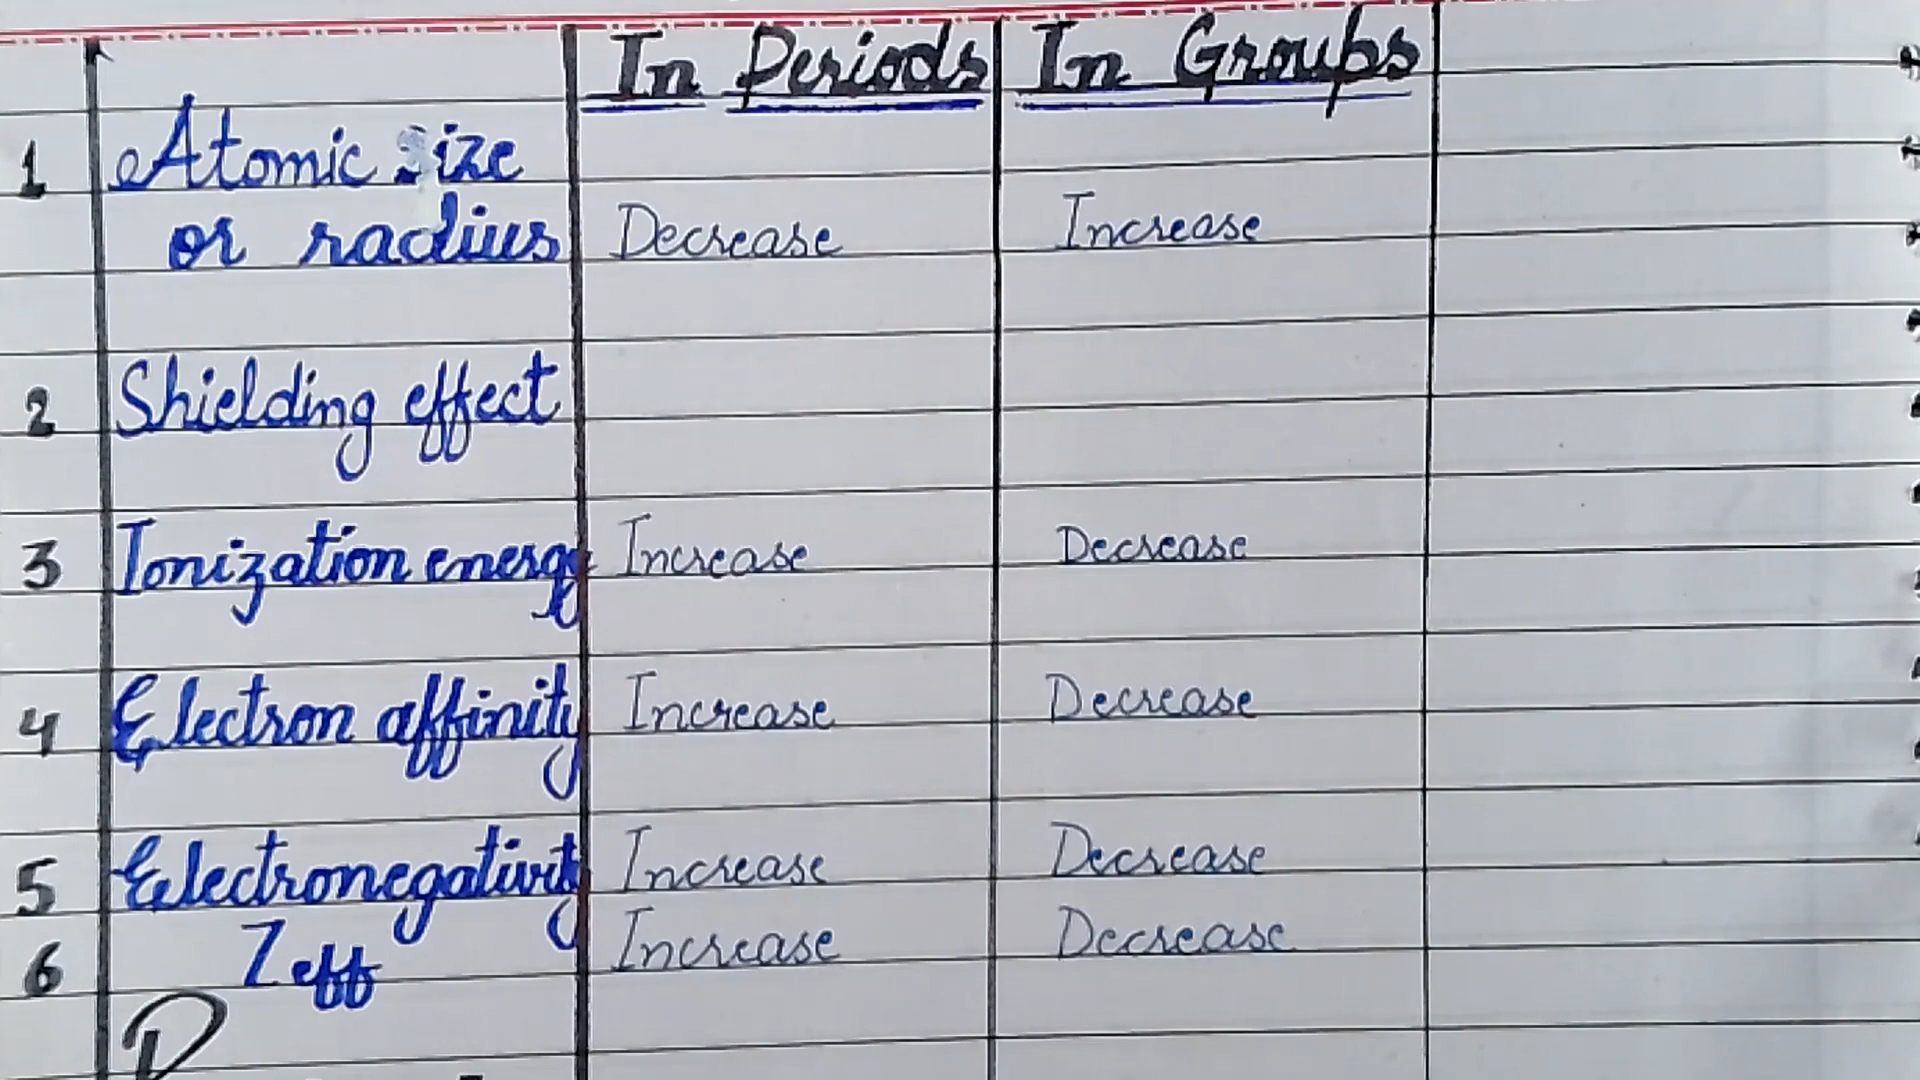 In Periods In Groups
1 Atomic size
or radius Decrease Increase
2 Shielding effect
3 Ionization energy Increase Decrease
4 Electron affinity Increase Decrease
5 Electronegativity Increase Decrease
6 Zeff Increase Decrease